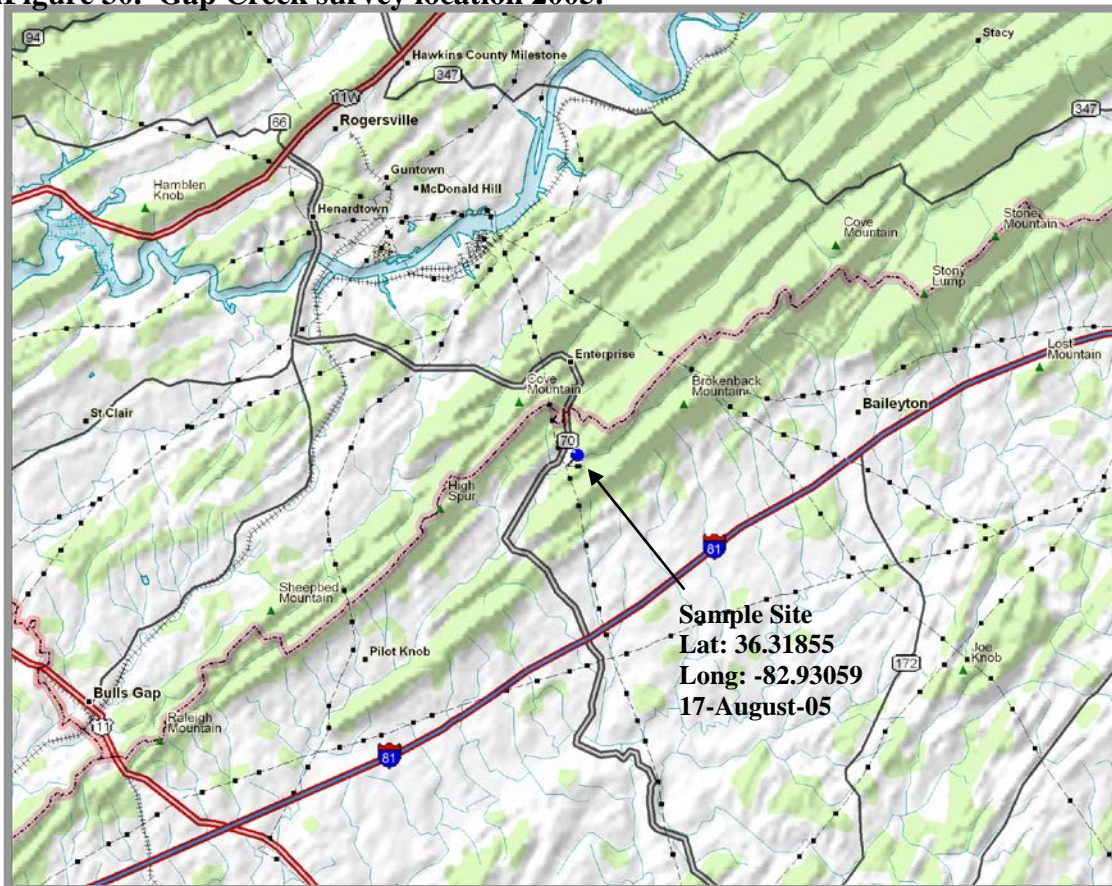 Figure 30. Gap Creek survey location 2005.
94
Stacy
Hawkins County Milestone
347
11W
347
66
Rogersville
Guntown
Hamblen
Knob
McDonald Hill
Henardtown
Cove
Mountain
Stone
Mountain
Stony
Lump
Enterprise
Lost
Mountain
Cove
Mountain
Brokenback
Mountain
Baileyton
St.Clair
70
High
Spur
81
Sheepbed
Mountain
Sample Site
Lat: 36.31855
Long: -82.93059
17-August-05
Pilot Knob
172
Joe
Knob
Bulls Gap
11
Raleigh
Mountain
81